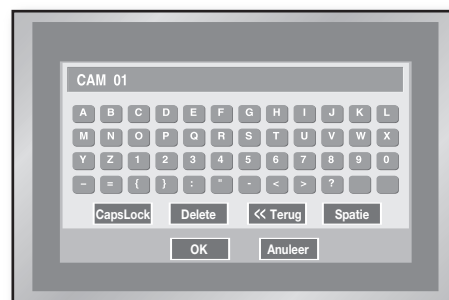 CAM 01
A B C D E F G H I J K L
M N O P Q R S T U V W X
Y Z 1 2 3 4 5 6 7 8 9 0
- = { } : " - < > ?
CapsLock Delete << Terug Spatie
OK Anuleer